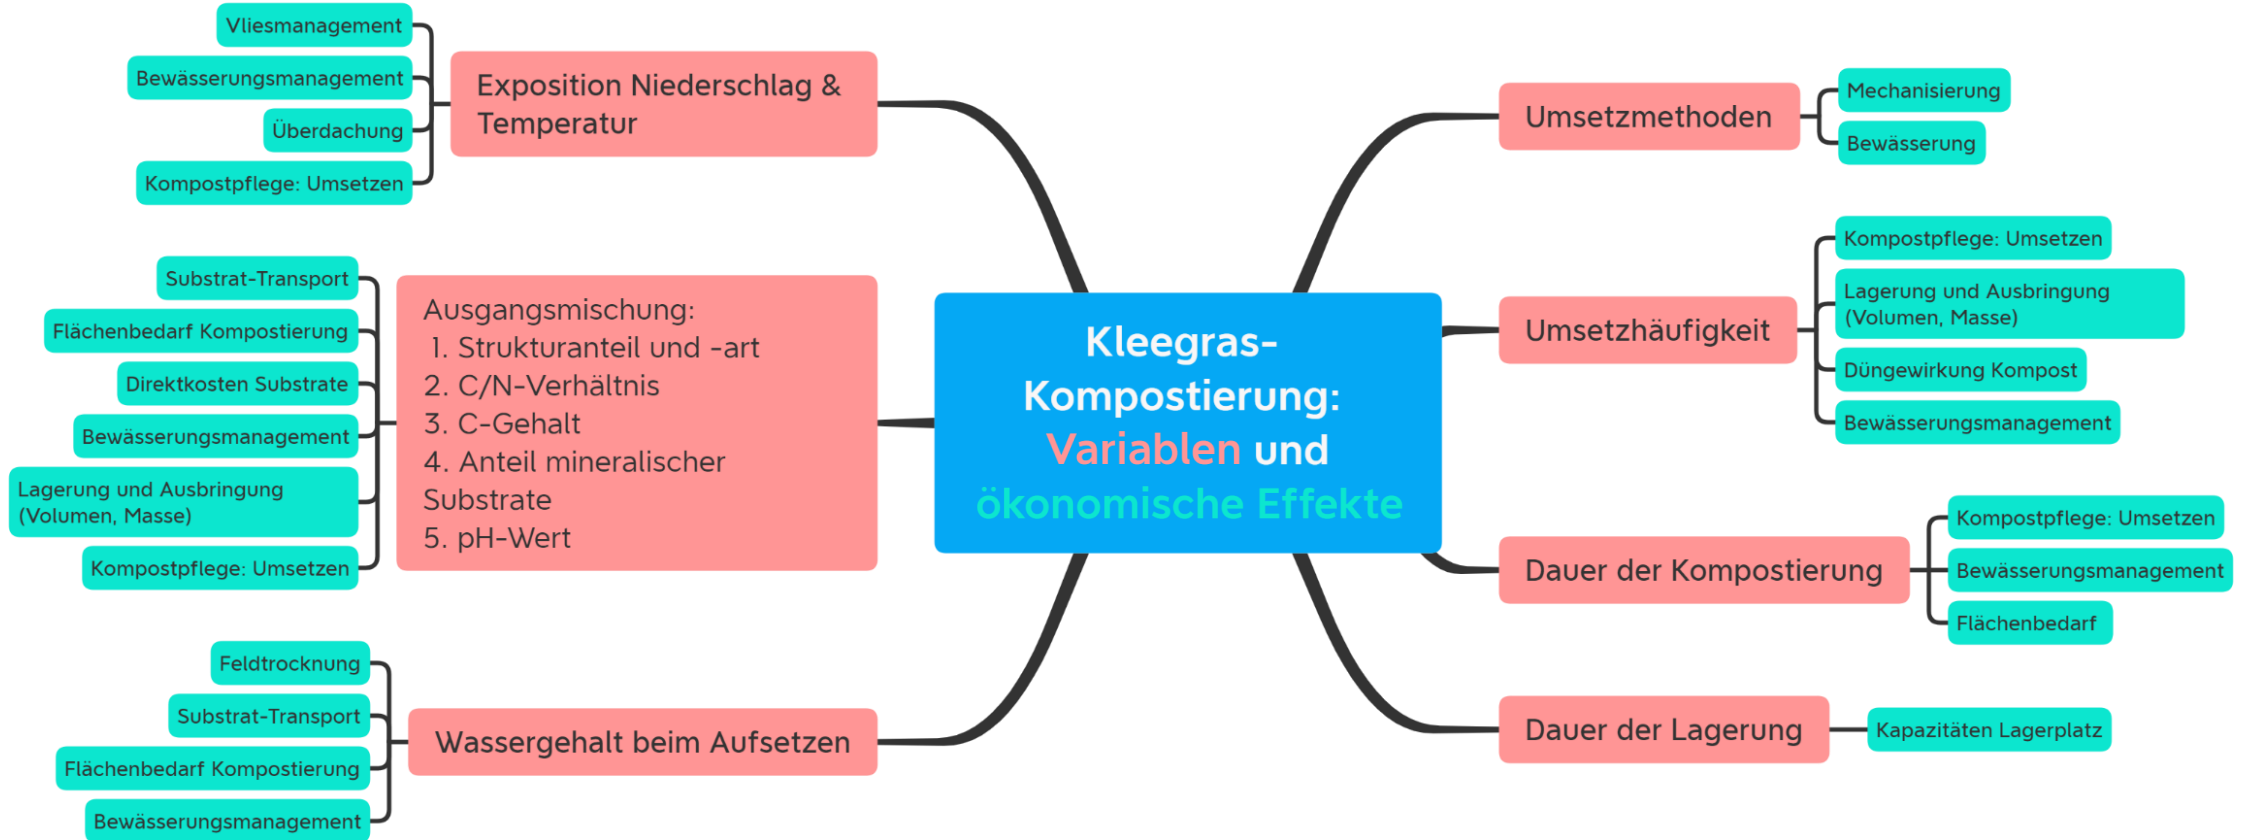 Vliesmanagement
Bewässerungsmanagement
Überdachung
Kompostpflege: Umsetzen
Exposition Niederschlag &
Temperatur
Substrat-Transport
Flächenbedarf Kompostierung
Direktkosten Substrate
Bewässerungsmanagement
Lagerung und Ausbringung
(Volumen, Masse)
Kompostpflege: Umsetzen
Ausgangsmischung:
1. Strukturanteil und -art
2. C/N-Verhältnis
3. C-Gehalt
4. Anteil mineralischer
Substrate
5. pH-Wert
Feldtrocknung
Substrat-Transport
Flächenbedarf Kompostierung
Bewässerungsmanagement
Wassergehalt beim Aufsetzen
Kleegras-
Kompostierung:
Variablen und
ökonomische Effekte
Umsetzmethoden
Mechanisierung
Bewässerung
Umsetzhäufigkeit
Kompostpflege: Umsetzen
Lagerung und Ausbringung
(Volumen, Masse)
Düngewirkung Kompost
Bewässerungsmanagement
Dauer der Kompostierung
Kompostpflege: Umsetzen
Bewässerungsmanagement
Flächenbedarf
Dauer der Lagerung
Kapazitäten Lagerplatz